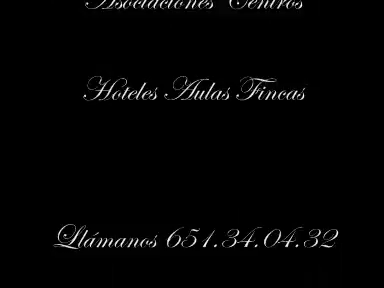 Asociaciones Centros
Hoteles Aulas Fincas
Llámanos 651.34.04.32